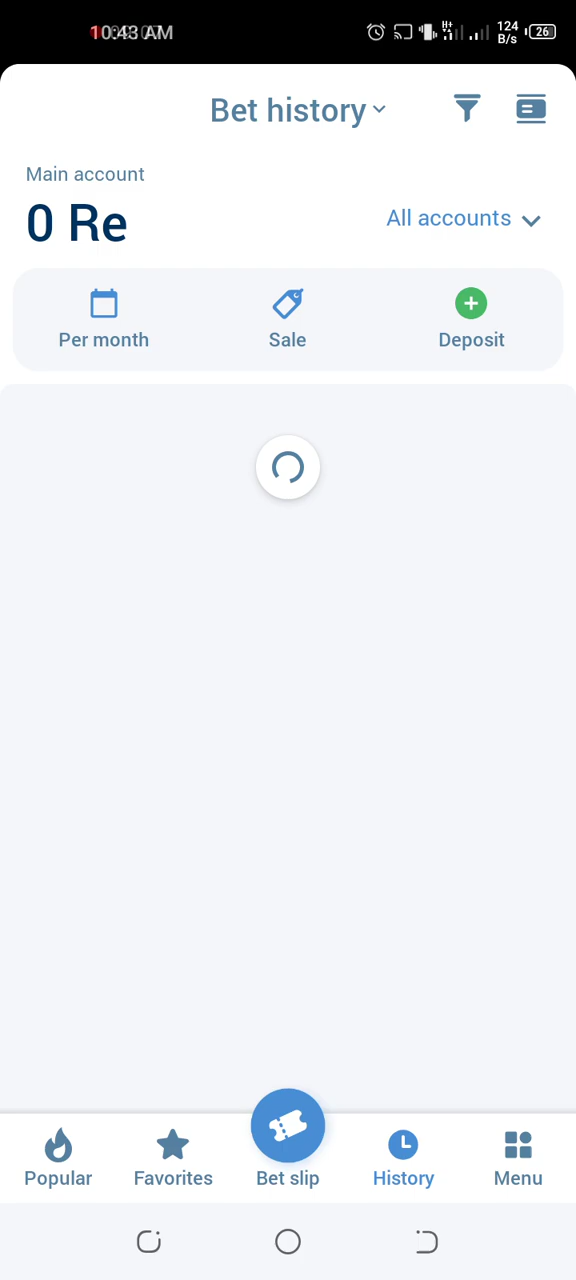 10:43 AM
H+
124
B/s
26
Bet history
Main account
0 Re
All accounts
Per month
Sale
Deposit
Popular
Favorites
Bet slip
History
Menu